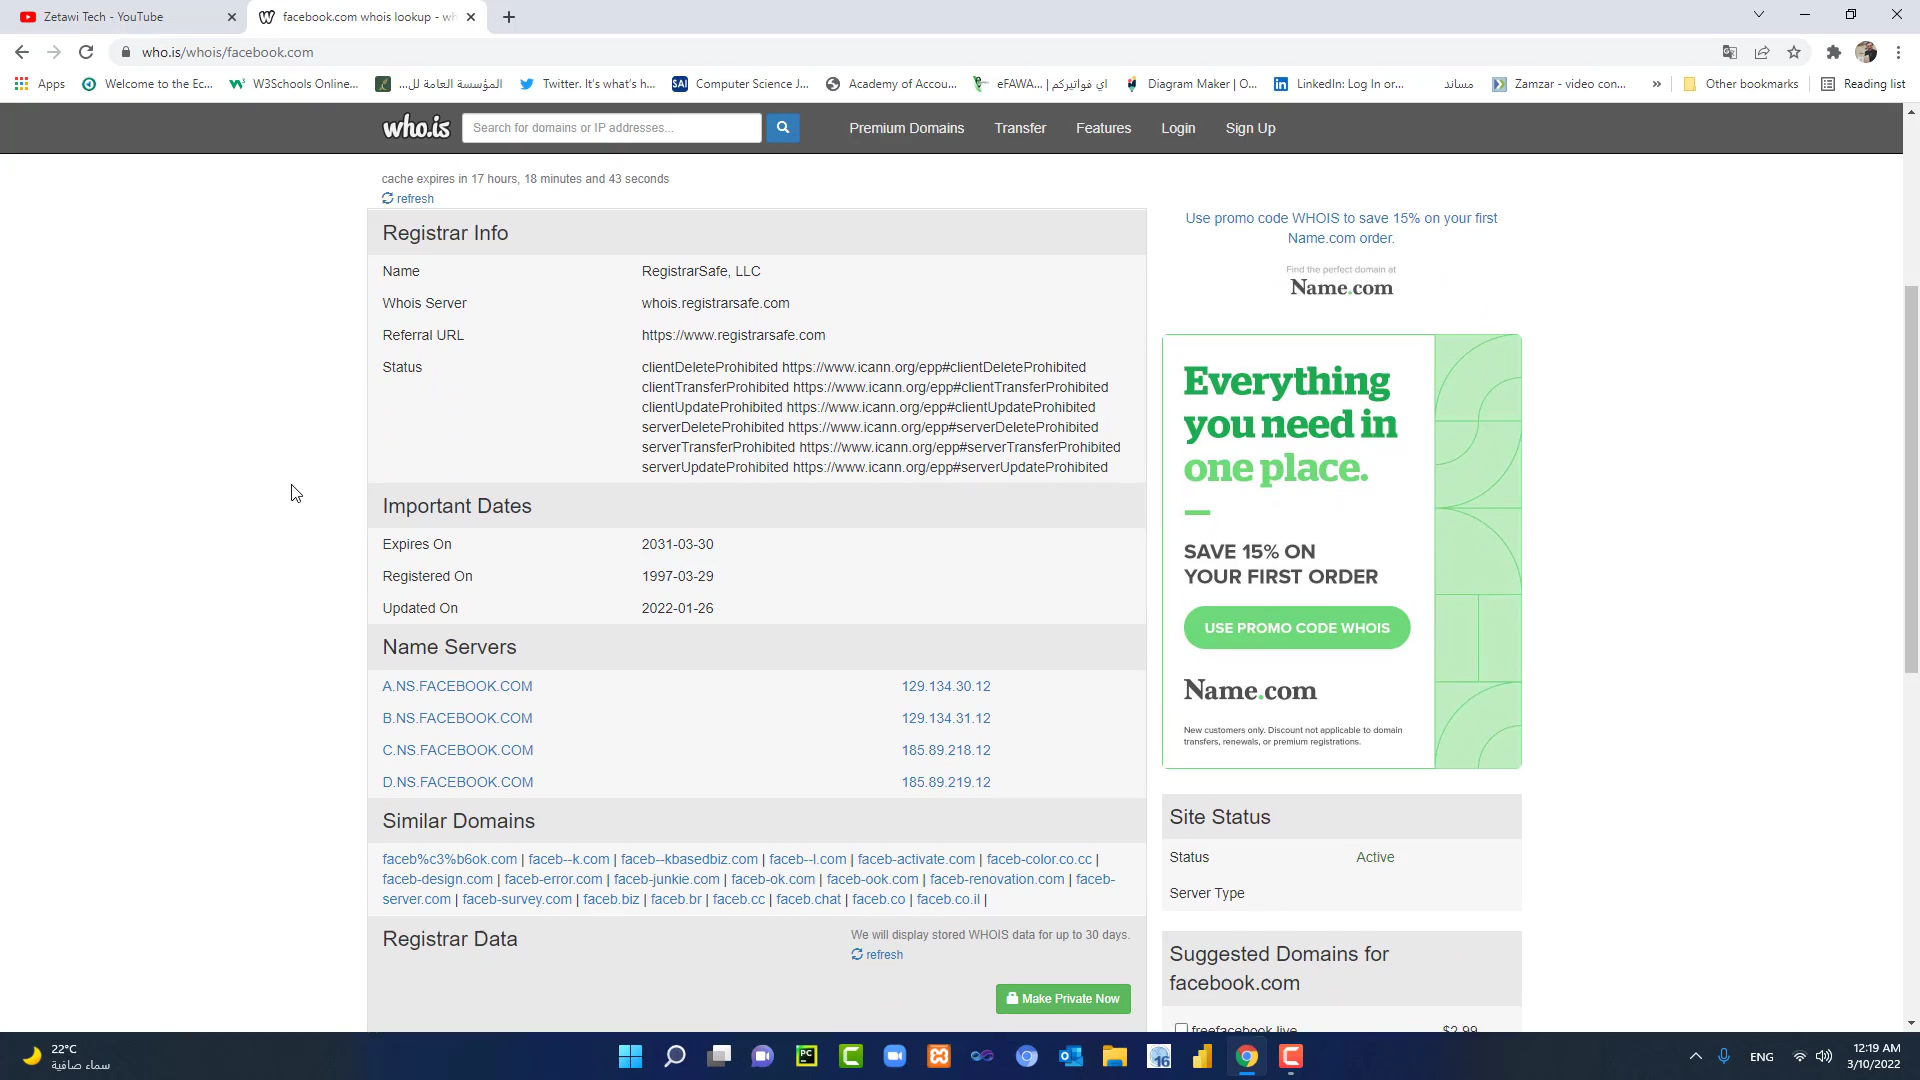 Zetawi Tech - YouTube
facebook.com whois lookup - wh
who.is/whois/facebook.com
Apps
Welcome to the Ec...
W3Schools Online...
المؤسسة العامة لل...
Twitter. It's what's h...
Computer Science J...
Academy of Accou...
eFAWA... | اي فواتيركم
Diagram Maker | O...
LinkedIn: Log In or...
مساند
Zamzar - video con...
»
Other bookmarks
Reading list
who.is
Search for domains or IP addresses...
Premium Domains
Transfer
Features
Login
Sign Up
cache expires in 17 hours, 18 minutes and 43 seconds
refresh
Registrar Info
Name RegistrarSafe, LLC
Whois Server whois.registrarsafe.com
Referral URL https://www.registrarsafe.com
Status clientDeleteProhibited https://www.icann.org/epp#clientDeleteProhibited
clientTransferProhibited https://www.icann.org/epp#clientTransferProhibited
clientUpdateProhibited https://www.icann.org/epp#clientUpdateProhibited
serverDeleteProhibited https://www.icann.org/epp#serverDeleteProhibited
serverTransferProhibited https://www.icann.org/epp#serverTransferProhibited
serverUpdateProhibited https://www.icann.org/epp#serverUpdateProhibited
Important Dates
Expires On 2031-03-30
Registered On 1997-03-29
Updated On 2022-01-26
Name Servers
A.NS.FACEBOOK.COM 129.134.30.12
B.NS.FACEBOOK.COM 129.134.31.12
C.NS.FACEBOOK.COM 185.89.218.12
D.NS.FACEBOOK.COM 185.89.219.12
Similar Domains
faceb%c3%b6ok.com | faceb--k.com | faceb--kbasedbiz.com | faceb--l.com | faceb-activate.com | faceb-color.co.cc |
faceb-design.com | faceb-error.com | faceb-junkie.com | faceb-ok.com | faceb-ook.com | faceb-renovation.com | faceb-
server.com | faceb-survey.com | faceb.biz | faceb.br | faceb.cc | faceb.chat | faceb.co | faceb.co.il |
Registrar Data
We will display stored WHOIS data for up to 30 days.
refresh
Make Private Now
Use promo code WHOIS to save 15% on your first
Name.com order.
Find the perfect domain at
Name.com
Everything
you need in
one place.
SAVE 15% ON
YOUR FIRST ORDER
USE PROMO CODE WHOIS
Name.com
New customers only. Discount not applicable to domain
transfers, renewals, or premium registrations.
Site Status
Status Active
Server Type
Suggested Domains for
facebook.com
freefacebook.live $2.99
22°C
سماء صافية
PC
C
16
C
ENG
12:19 AM
3/10/2022